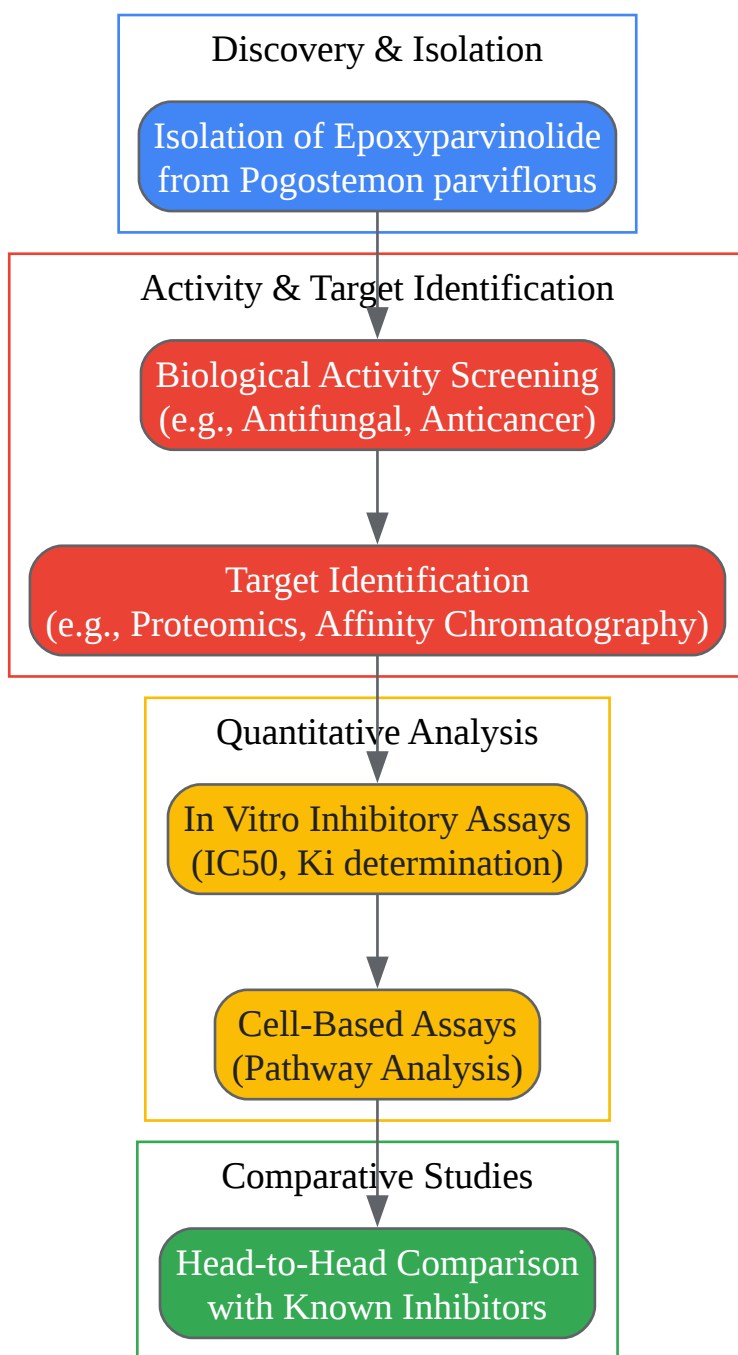 Discovery & Isolation
Isolation of Epoxyparvinolide
from Pogostemon parviflorus
Activity & Target Identification
Biological Activity Screening
(e.g., Antifungal, Anticancer)
Target Identification
(e.g., Proteomics, Affinity Chromatography)
Quantitative Analysis
In Vitro Inhibitory Assays
(IC50, Ki determination)
Cell-Based Assays
(Pathway Analysis)
Comparative Studies
Head-to-Head Comparison
with Known Inhibitors